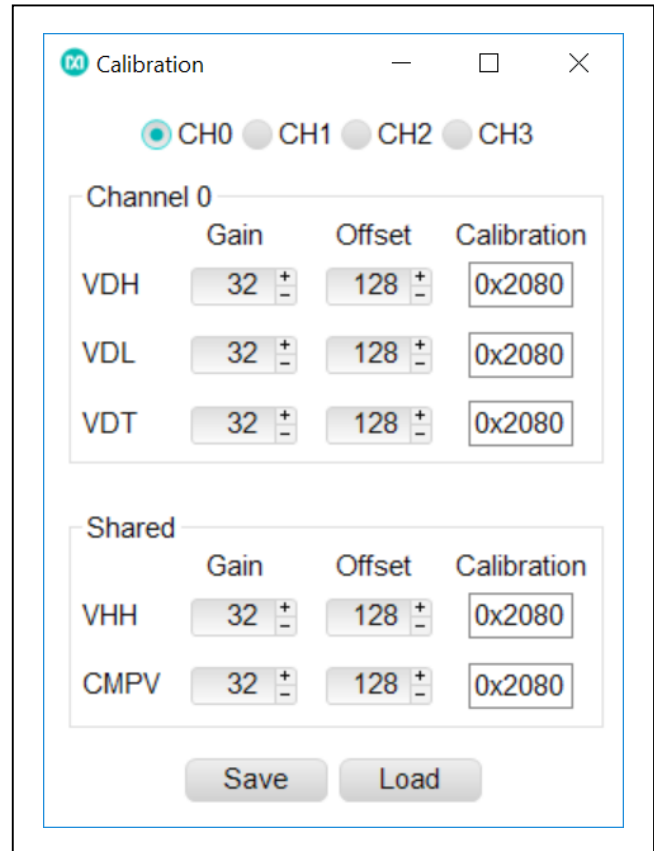 Calibration
CH0 CH1 CH2 CH3
Channel 0
Gain Offset Calibration
VDH 32 + - 128 + - 0x2080
VDL 32 + - 128 + - 0x2080
VDT 32 + - 128 + - 0x2080
Shared
Gain Offset Calibration
VHH 32 + - 128 + - 0x2080
CMPV 32 + - 128 + - 0x2080
Save Load